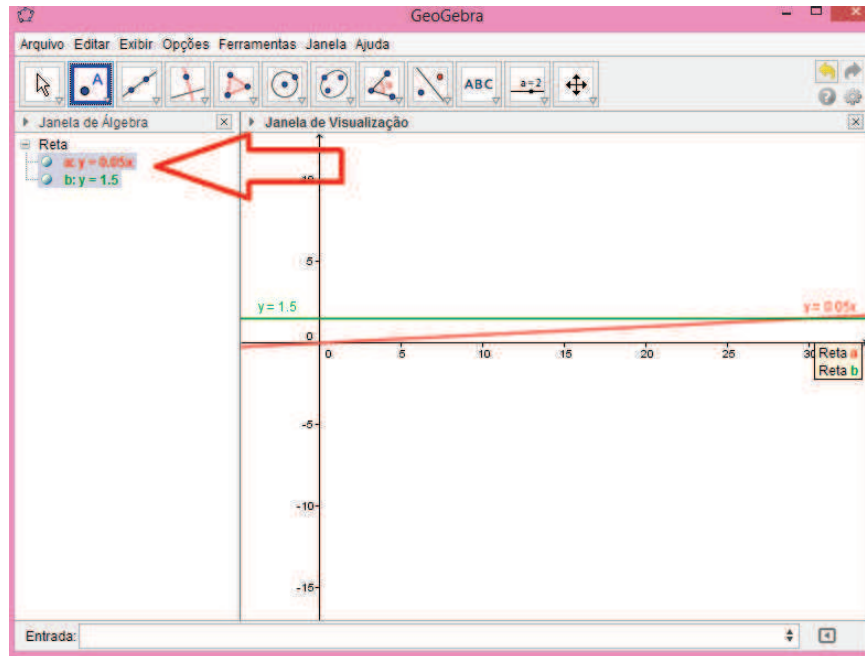 GeoGebra
Arquivo Editar Exibir Opções Ferramentas Janela Ajuda
A
ABC
a=2
Janela de Álgebra
Janela de Visualização
Reta
a: y = 0.05x
b: y = 1.5
10
5
y = 1.5
y = 0.05x
0
0 5 10 15 20 25 30
Reta a
Reta b
-5
-10
-15
Entrada: